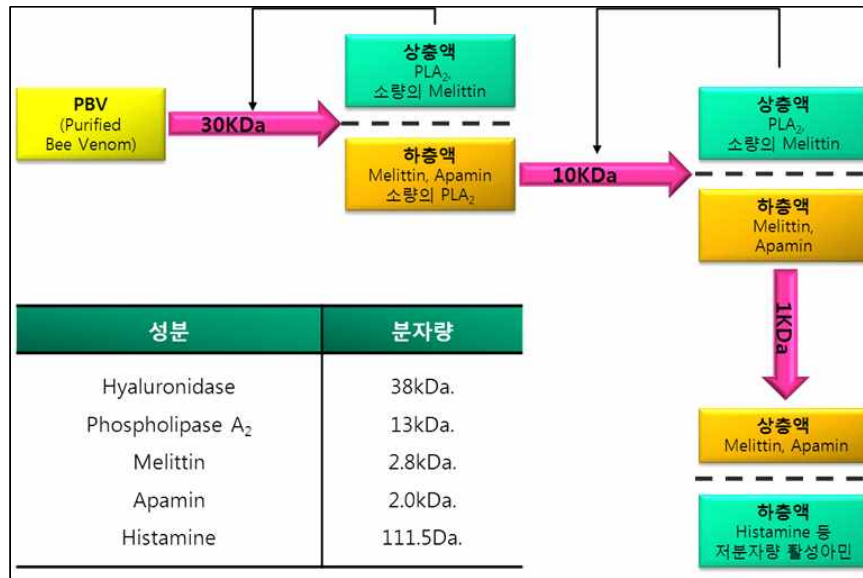 PBV
(Purified
Bee Venom)
30KDa
상층액
PLA₂,
소량의 Melittin
하층액
Melittin, Apamin
소량의 PLA₂
10KDa
상층액
PLA₂,
소량의 Melittin
하층액
Melittin,
Apamin
1KDa
상층액
Melittin, Apamin
하층액
Histamine 등
저분자량 활성아민
성분 분자량
Hyaluronidase 38kDa.
Phospholipase A₂ 13kDa.
Melittin 2.8kDa.
Apamin 2.0kDa.
Histamine 111.5Da.